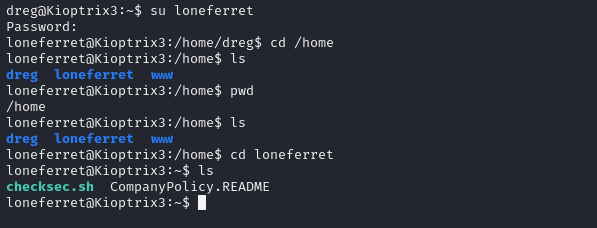 dreg@Kioptrix3:~$ su loneferret
Password:
loneferret@Kioptrix3:/home/dreg$ cd /home
loneferret@Kioptrix3:/home$ ls
dreg  loneferret  www
loneferret@Kioptrix3:/home$ pwd
/home
loneferret@Kioptrix3:/home$ ls
dreg  loneferret  www
loneferret@Kioptrix3:/home$ cd loneferret
loneferret@Kioptrix3:~$ ls
checksec.sh  CompanyPolicy.README
loneferret@Kioptrix3:~$